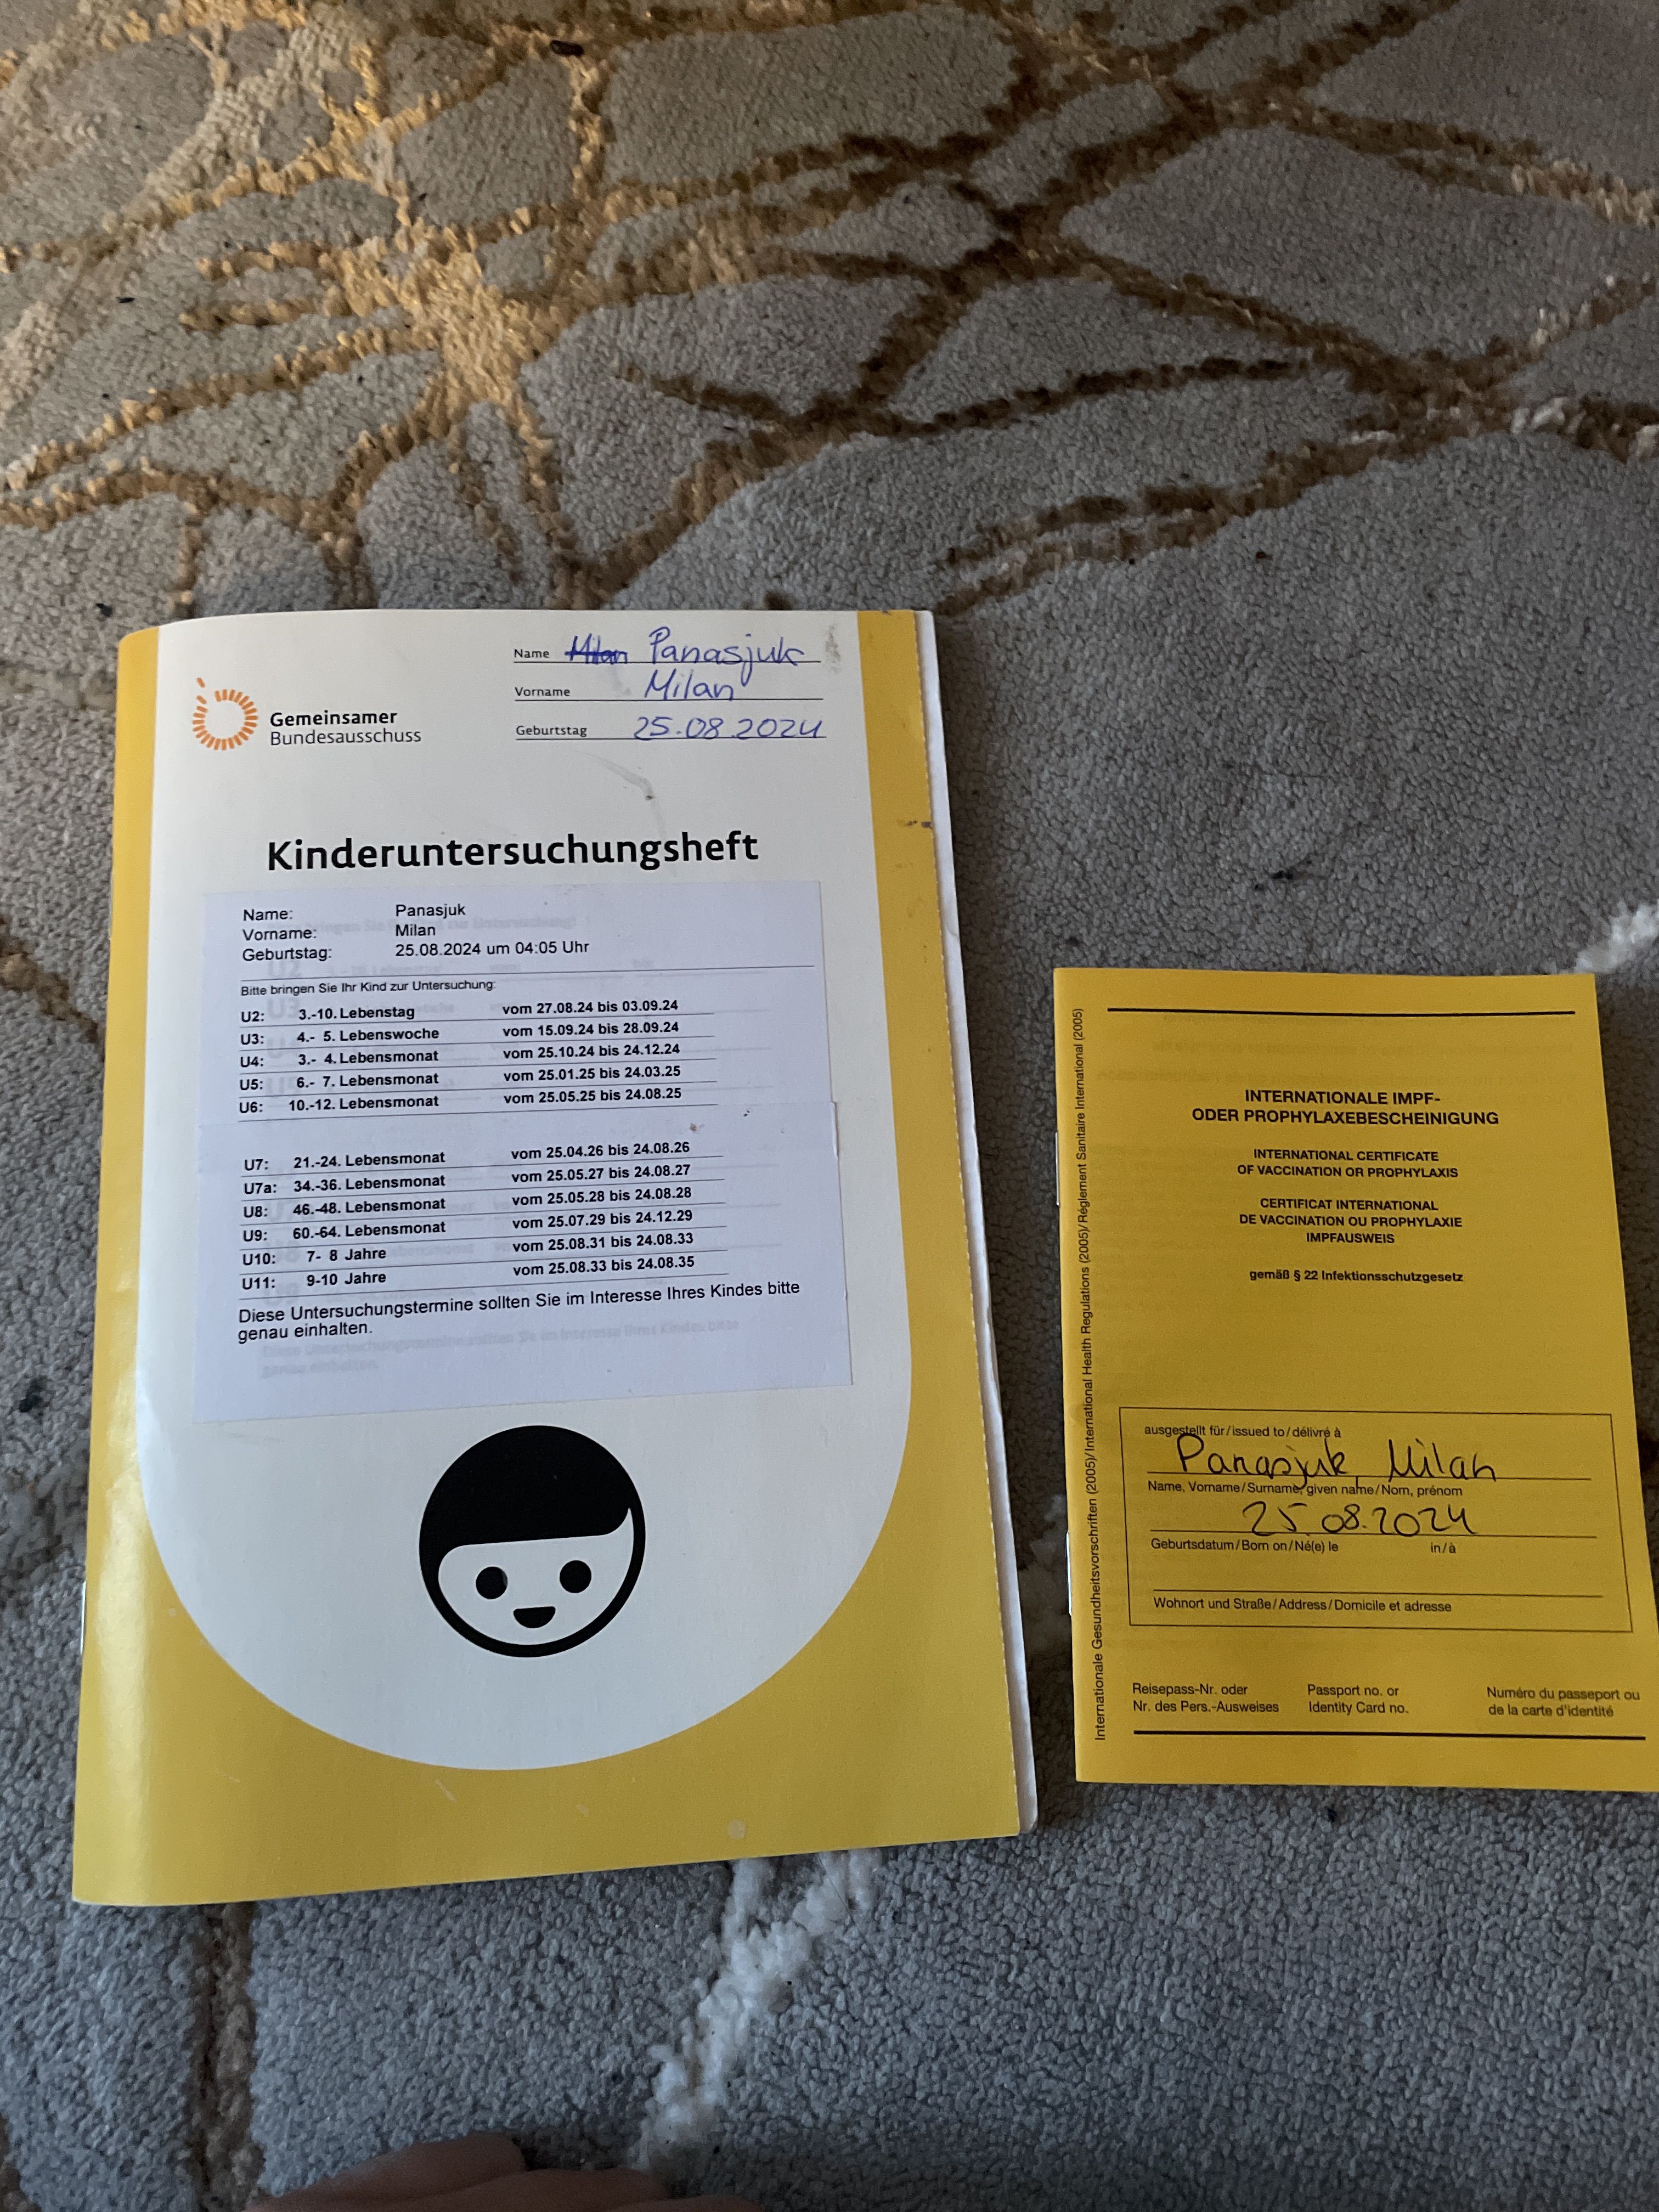 Name Milan Panasjuk
Vorname Milan
Geburtstag 25.08.2024
Gemeinsamer
Bundesausschuss
Kinderuntersuchungsheft
Name: Panasjuk
Vorname: Milan
Geburtstag: 25.08.2024 um 04:05 Uhr
Bitte bringen Sie Ihr Kind zur Untersuchung:
U2: 3.-10. Lebenstag vom 27.08.24 bis 03.09.24
U3: 4.- 5. Lebenswoche vom 15.09.24 bis 28.09.24
U4: 3.- 4. Lebensmonat vom 25.10.24 bis 24.12.24
U5: 6.- 7. Lebensmonat vom 25.01.25 bis 24.03.25
U6: 10.-12. Lebensmonat vom 25.05.25 bis 24.08.25
U7: 21.-24. Lebensmonat vom 25.04.26 bis 24.08.26
U7a: 34.-36. Lebensmonat vom 25.05.27 bis 24.08.27
U8: 46.-48. Lebensmonat vom 25.05.28 bis 24.08.28
U9: 60.-64. Lebensmonat vom 25.07.29 bis 24.12.29
U10: 7- 8 Jahre vom 25.08.31 bis 24.08.33
U11: 9-10 Jahre vom 25.08.33 bis 24.08.35
Diese Untersuchungstermine sollten Sie im Interesse Ihres Kindes bitte
genau einhalten.
Internationale Gesundheitsvorschriften (2005)/International Health Regulations (2005)/Réglement Sanitaire International (2005)
INTERNATIONALE IMPF-
ODER PROPHYLAXEBESCHEINIGUNG
INTERNATIONAL CERTIFICATE
OF VACCINATION OR PROPHYLAXIS
CERTIFICAT INTERNATIONAL
DE VACCINATION OU PROPHYLAXIE
IMPFAUSWEIS
gemäß § 22 Infektionsschutzgesetz
ausgestellt für/issued to/délivré à
Panasjuk, Milan
Name, Vorname/Surname, given name/Nom, prénom
25.08.2024
Geburtsdatum/Born on/Né(e) le in/à
Wohnort und Straße/Address/Domicile et adresse
Reisepass-Nr. oder Passport no. or Numéro du passeport ou
Nr. des Pers.-Ausweises Identity Card no. de la carte d'identité